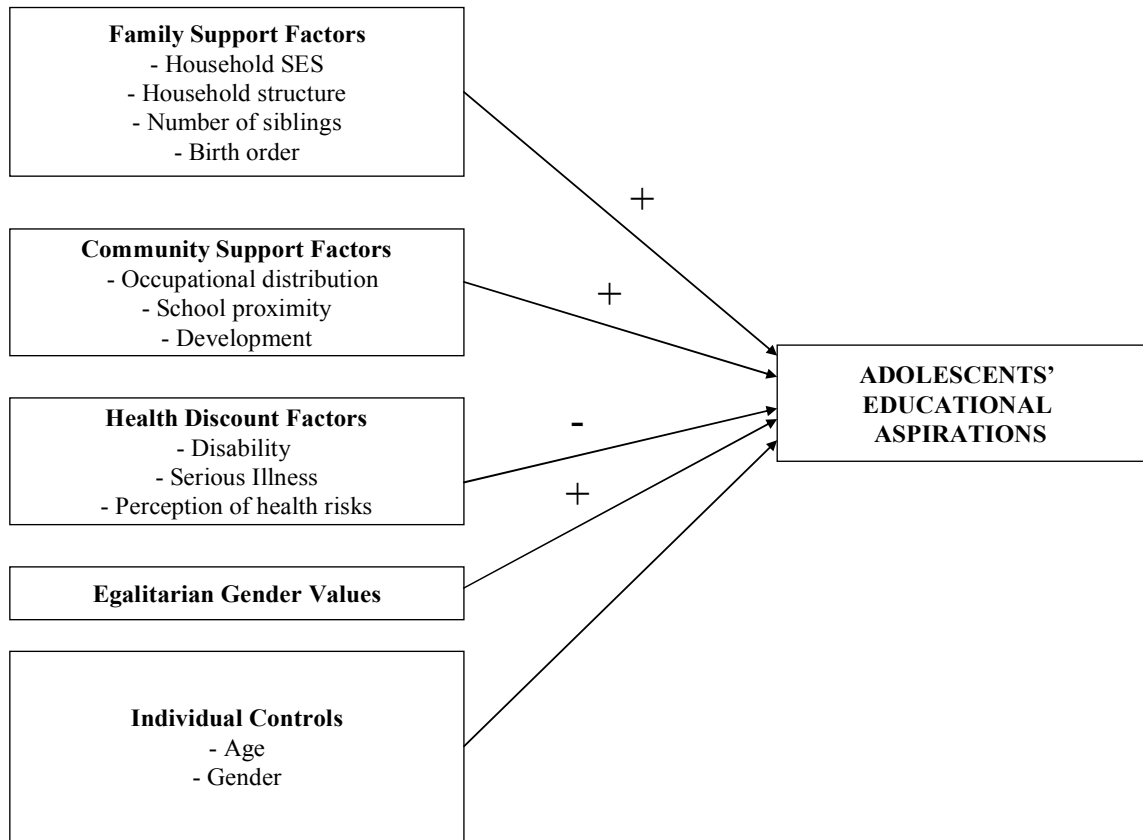 Family Support Factors
- Household SES
- Household structure
- Number of siblings
- Birth order
+
Community Support Factors
- Occupational distribution
- School proximity
- Development
+
ADOLESCENTS’
EDUCATIONAL
ASPIRATIONS
Health Discount Factors
- Disability
- Serious Illness
- Perception of health risks
-
+
Egalitarian Gender Values
Individual Controls
- Age
- Gender